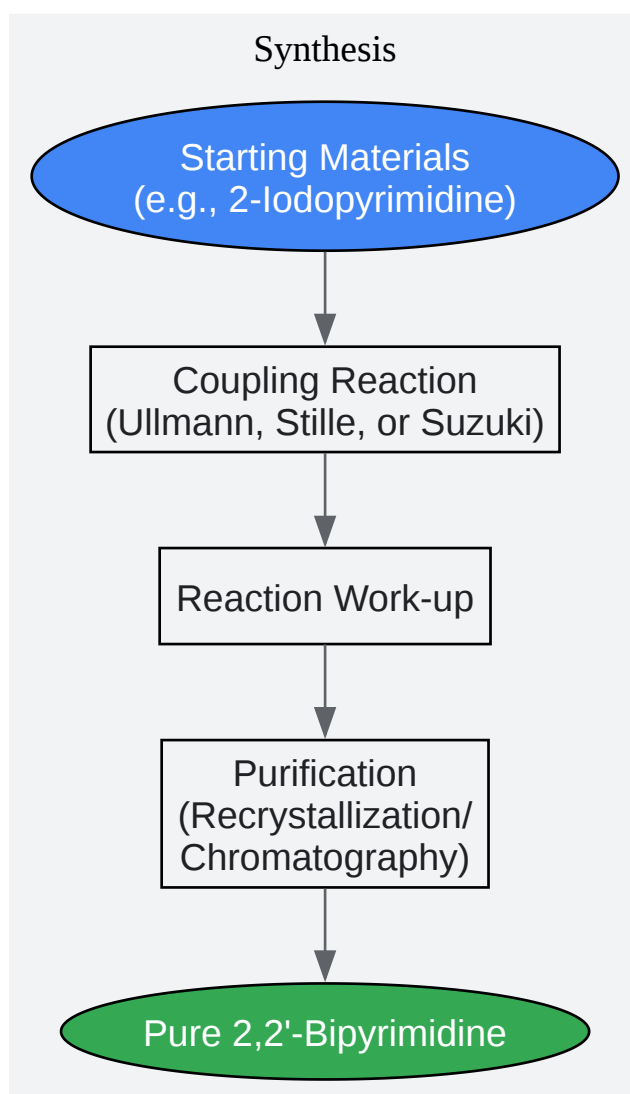 Synthesis
Starting Materials
(e.g., 2-Iodopyrimidine)
Coupling Reaction
(Ullmann, Stille, or Suzuki)
Reaction Work-up
Purification
(Recrystallization/
Chromatography)
Pure 2,2'-Bipyrimidine